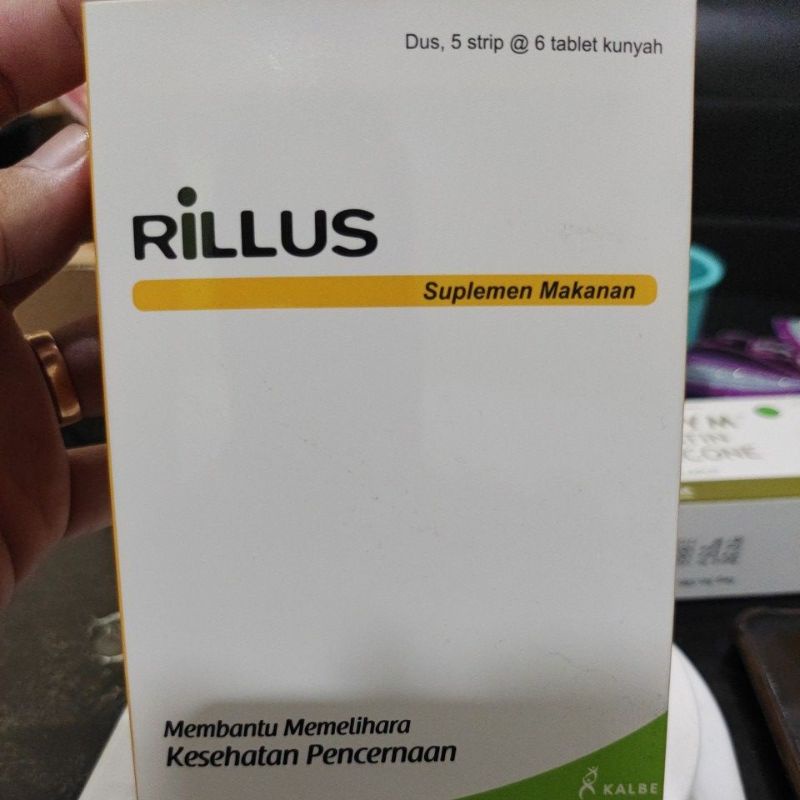 Dus, 5 strip @ 6 tablet kunyah
RiLLUS
Suplemen Makanan
Membantu Memelihara
Kesehatan Pencernaan
KALBE